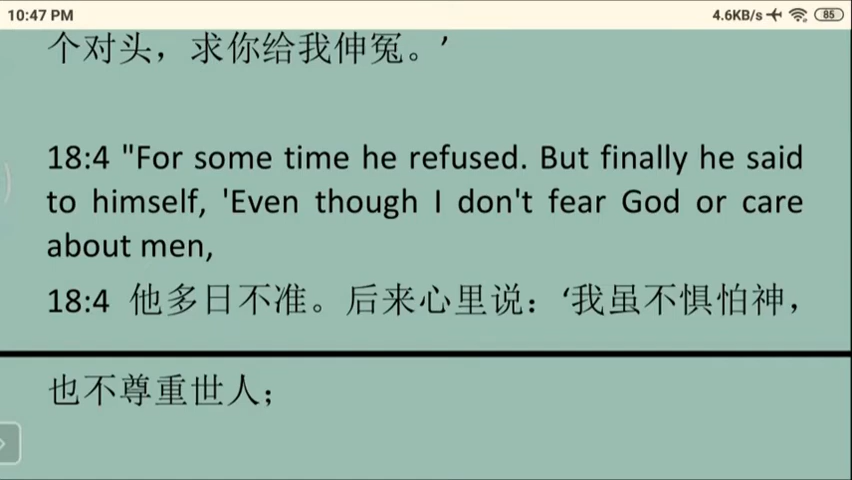 10:47 PM 4.6KB/s 85
个对头，求你给我伸冤。’
18:4 "For some time he refused. But finally he said
to himself, 'Even though I don't fear God or care
about men,
18:4 他多日不准。后来心里说：‘我虽不惧怕神，
也不尊重世人；